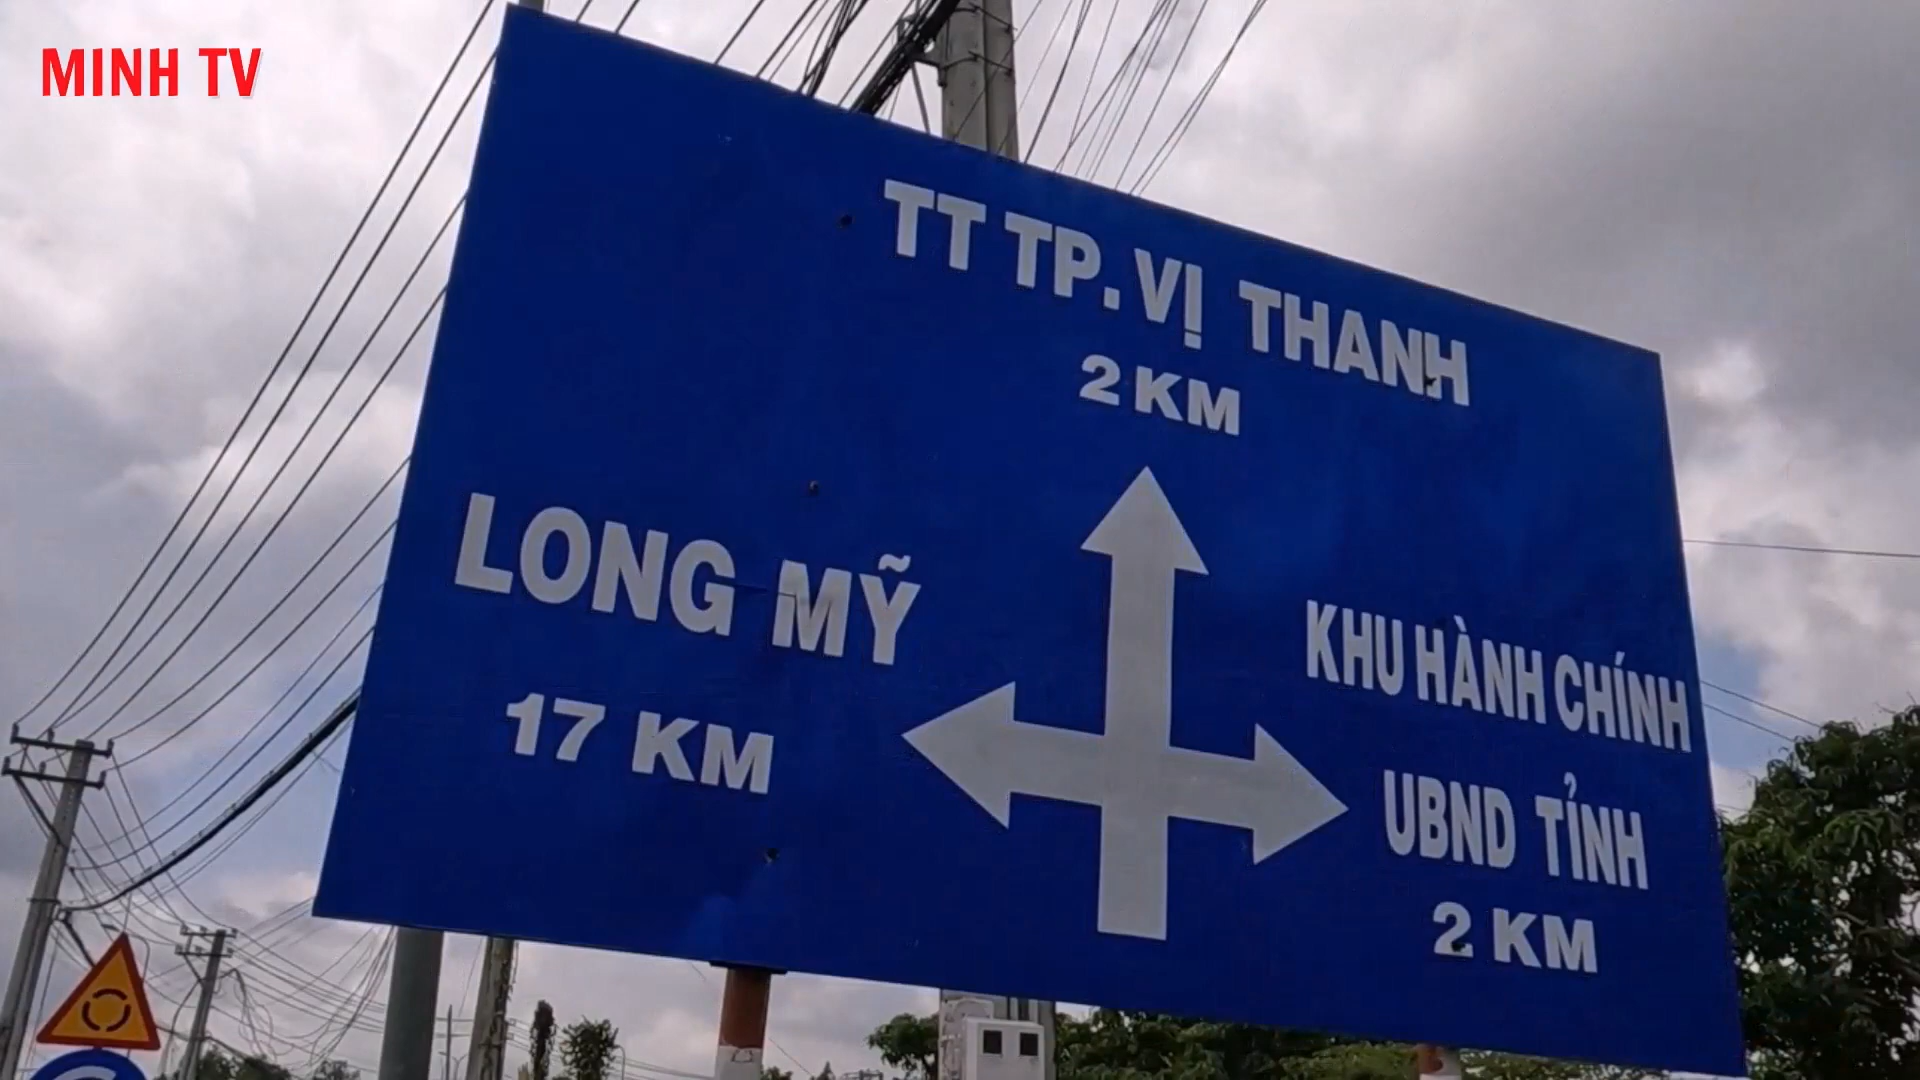 MINH TV
TT TP. VỊ THANH
2 KM
LONG MỸ
17 KM
KHU HÀNH CHÍNH
UBND TỈNH
2 KM